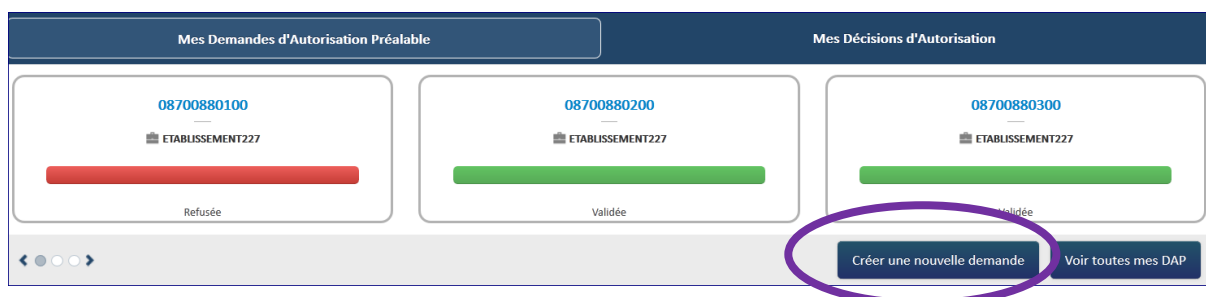 Mes Demandes d'Autorisation Préalable
Mes Décisions d'Autorisation
08700880100
ETABLISSEMENT227
Refusée
08700880200
ETABLISSEMENT227
Validée
08700880300
ETABLISSEMENT227
Validée
Créer une nouvelle demande
Voir toutes mes DAP